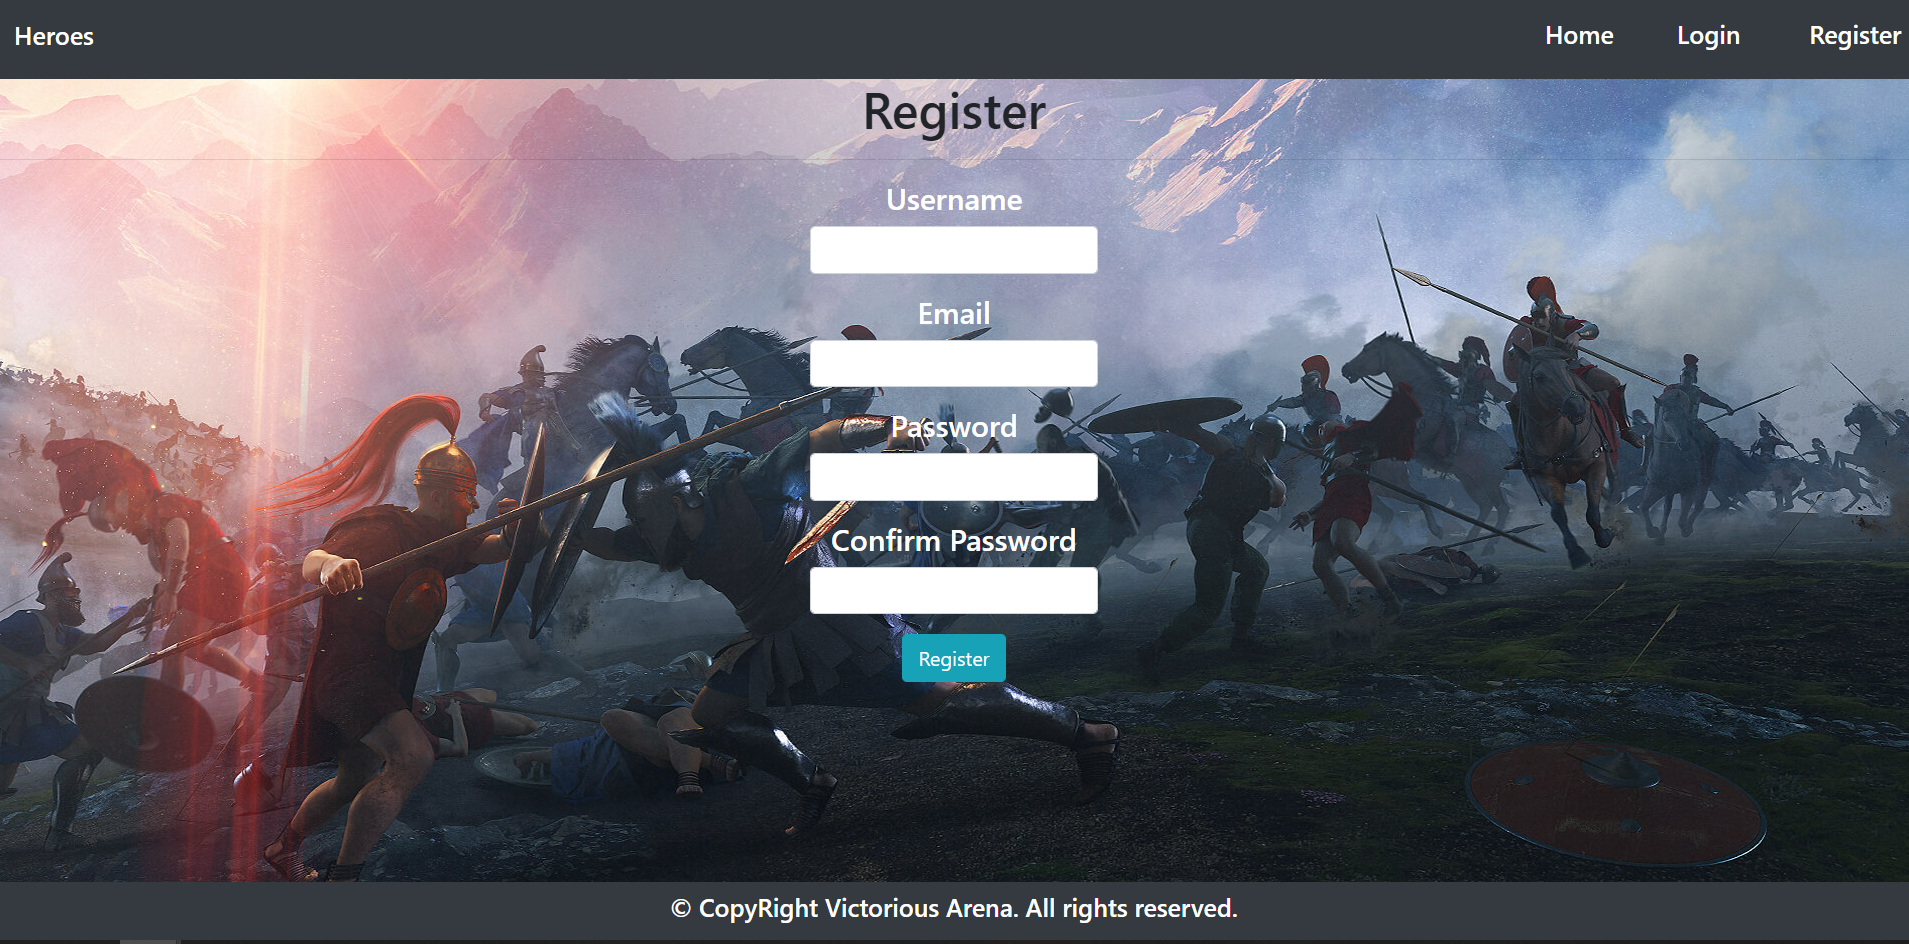 Heroes
Home Login Register
Register
Username
Email
Password
Confirm Password
Register
© CopyRight Victorious Arena. All rights reserved.